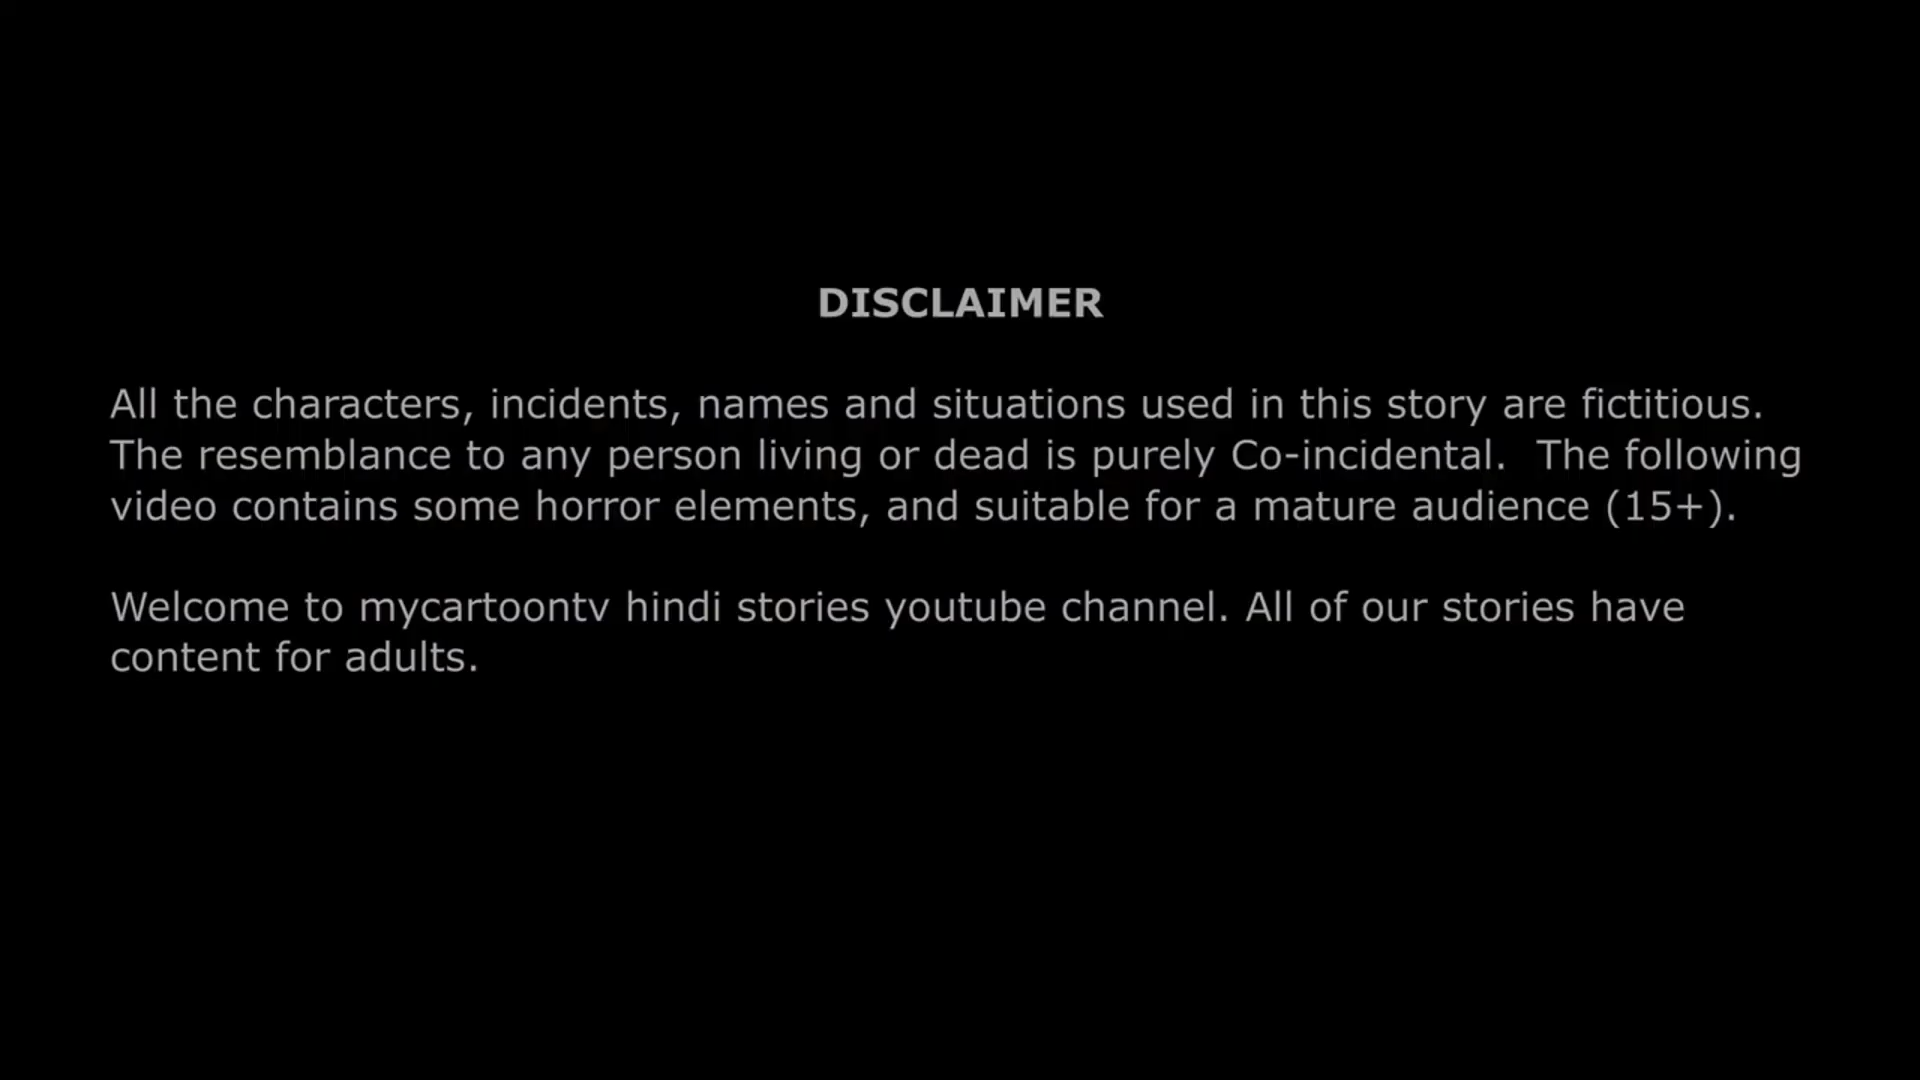 DISCLAIMER
All the characters, incidents, names and situations used in this story are fictitious.
The resemblance to any person living or dead is purely Co-incidental.  The following
video contains some horror elements, and suitable for a mature audience (15+).
Welcome to mycartoontv hindi stories youtube channel. All of our stories have
content for adults.